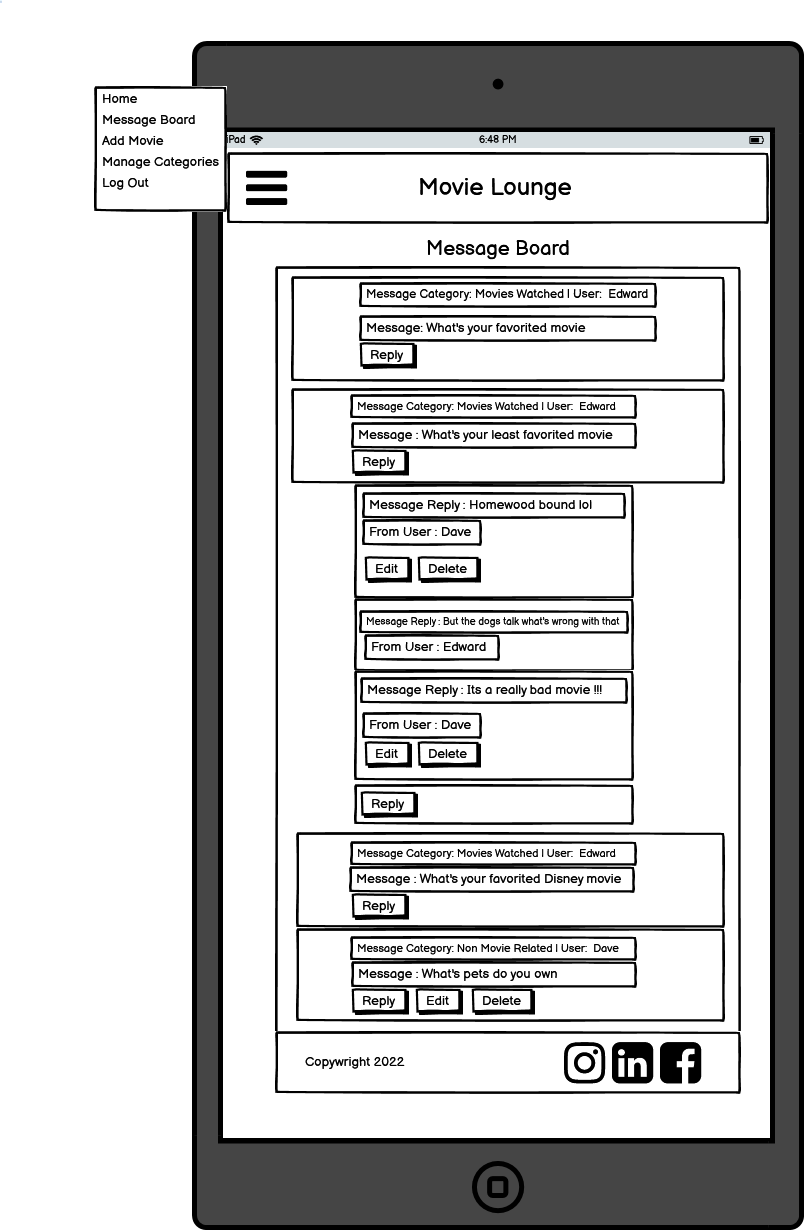 Home
Message Board
Add Movie
Manage Categories
Log Out
iPad 6:48 PM
Movie Lounge
Message Board
Message Category: Movies Watched | User: Edward
Message: What's your favorited movie
Reply
Message Category: Movies Watched | User: Edward
Message : What's your least favorited movie
Reply
Message Reply : Homewood bound lol
From User : Dave
Edit Delete
Message Reply : But the dogs talk what's wrong with that
From User : Edward
Message Reply : Its a really bad movie !!!
From User : Dave
Edit Delete
Reply
Message Category: Movies Watched | User: Edward
Message : What's your favorited Disney movie
Reply
Message Category: Non Movie Related | User: Dave
Message : What's pets do you own
Reply Edit Delete
Copywright 2022 in f